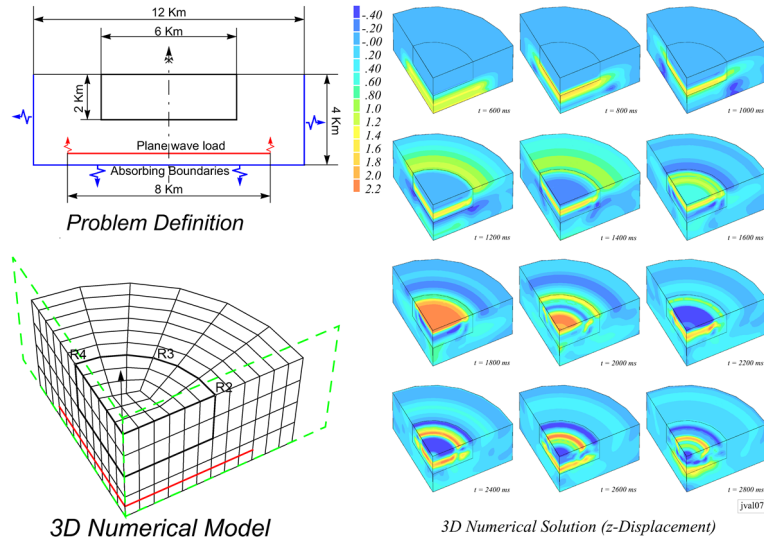 12 Km
6 Km
2 Km
4 Km
Plane wave load
Absorbing Boundaries
8 Km
Problem Definition
-.40
-.20
-.00
.20
.40
.60
.80
1.0
1.2
1.4
1.6
1.8
2.0
2.2
t = 600 ms
t = 800 ms
t = 1000 ms
t = 1200 ms
t = 1400 ms
t = 1600 ms
t = 1800 ms
t = 2000 ms
t = 2200 ms
t = 2400 ms
t = 2600 ms
t = 2800 ms
R4
R3
R2
3D Numerical Model
jval07
3D Numerical Solution (z-Displacement)